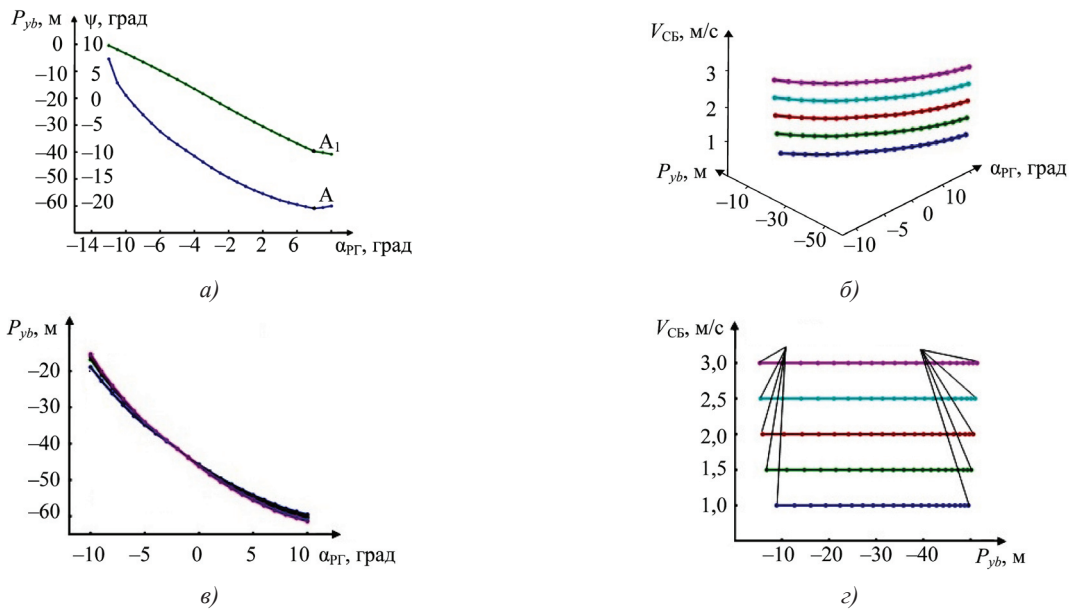 P_yb, м ψ, град
0 10
–10 5
–20 0
–30 –5
–40 –10
–50 –15
–60 –20
A₁
A
–14 –10 –6 –4 –2 2 6 α_РГ, град
а)
V_СБ, м/с
3
2
1
P_yb, м
–10
–30
–50
–10
–5
0
10
α_РГ, град
б)
P_yb, м
–20
–30
–40
–50
–60
–10 –5 0 5 10 α_РГ, град
в)
V_СБ, м/с
3,0
2,5
2,0
1,5
1,0
–10 –20 –30 –40 P_yb, м
г)